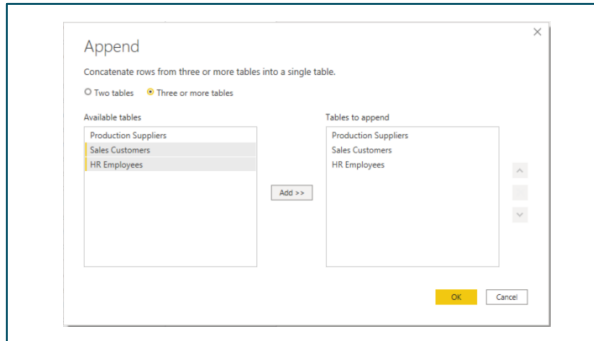 Append
Concatenate rows from three or more tables into a single table.
Two tables Three or more tables
Available tables
Production Suppliers
Sales Customers
HR Employees
Add >>
Tables to append
Production Suppliers
Sales Customers
HR Employees
OK Cancel